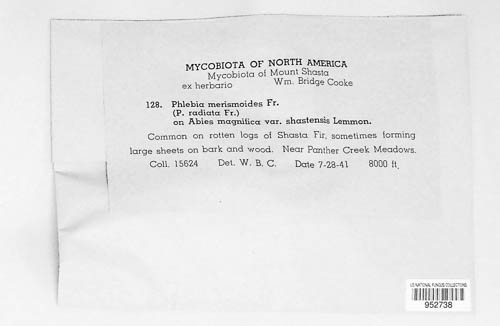 MYCOBIOTA OF NORTH AMERICA
Mycobiota of Mount Shasta
ex herbario Wm. Bridge Cooke
128. Phlebia merismoides Fr.
(P. radiata Fr.)
on Abies magnifica var. shastensis Lemmon.
Common on rotten logs of Shasta Fir, sometimes forming
large sheets on bark and wood. Near Panther Creek Meadows.
Coll. 15624 Det. W. B. C. Date 7-28-41 8000 ft.
US NATIONAL FUNGUS COLLECTIONS
952738